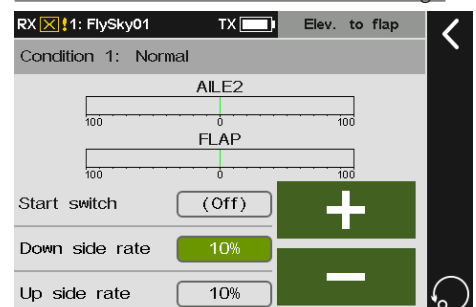 RX ! 1: FlySky01 TX Elev. to flap
Condition 1: Normal
AILE2
100 0 100
FLAP
100 0 100
Start switch (Off)
+
Down side rate 10%
−
Up side rate 10%